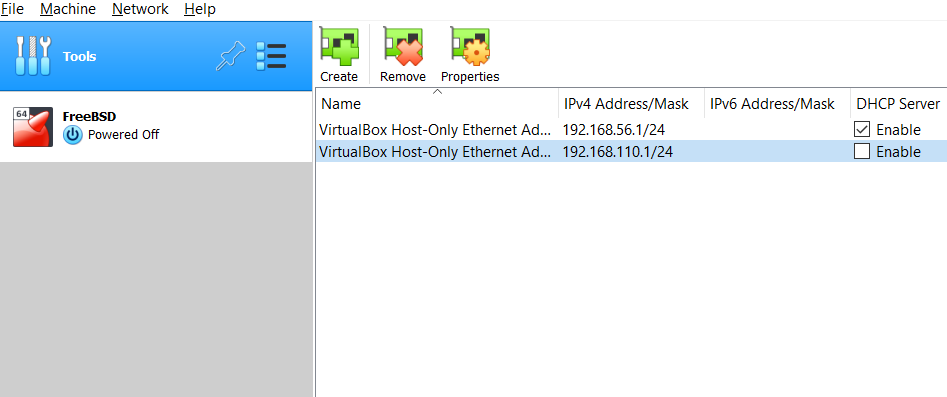 File Machine Network Help
Tools
64
FreeBSD
Powered Off
Create Remove Properties
Name IPv4 Address/Mask IPv6 Address/Mask DHCP Server
VirtualBox Host-Only Ethernet Ad... 192.168.56.1/24 Enable
VirtualBox Host-Only Ethernet Ad... 192.168.110.1/24 Enable